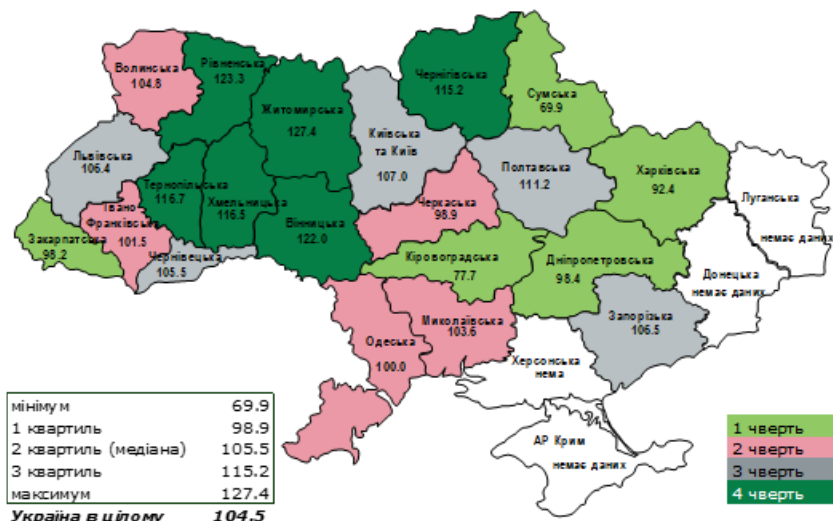 Волинська
104.8
Рівненська
123.3
Житомирська
127.4
Київська
та Київ
107.0
Чернігівська
115.2
Сумська
69.9
Львівська
106.4
Тернопільська
116.7
Хмельницька
116.5
Вінницька
122.0
Черкаська
98.9
Полтавська
111.2
Харківська
92.4
Луганська
немає даних
Закарпатська
98.2
Івано
Франківська
101.5
Чернівецька
105.5
Кіровоградська
77.7
Дніпропетровська
98.4
Донецька
немає даних
Одеська
100.0
Миколаївська
103.6
Запорізька
106.5
Херсонська
нема
АР Крим
немає даних
мінімум 69.9
1 квартиль 98.9
2 квартиль (медіана) 105.5
3 квартиль 115.2
максимум 127.4
Україна в цілому 104.5
1 чверть
2 чверть
3 чверть
4 чверть